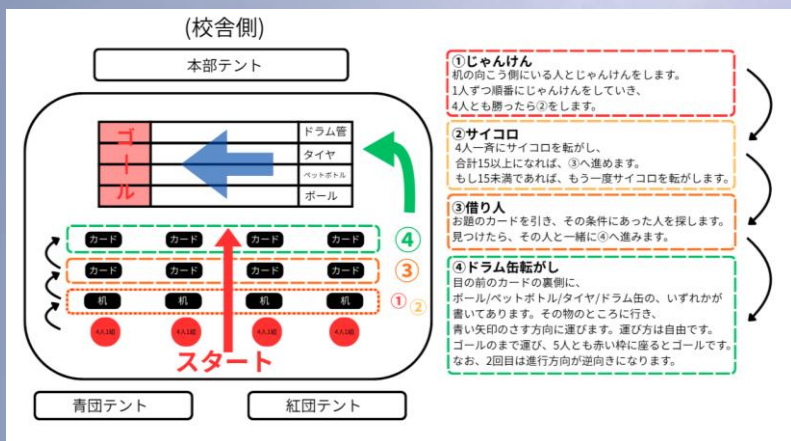 (校舎側)
本部テント
ゴール
ドラム管
タイヤ
ペットボトル
ボール
カード カード カード カード
④
カード カード カード カード
③
机 机 机 机
① ②
4人1組 4人1組 4人1組 4人1組
スタート
青団テント
紅団テント
①じゃんけん
机の向こう側にいる人とじゃんけんをします。
1人ずつ順番にじゃんけんをしていき、
4人とも勝ったら②をします。
②サイコロ
4人一斉にサイコロを転がし、
合計15以上になれば、③へ進めます。
もし15未満であれば、もう一度サイコロを転がします。
③借り人
お題のカードを引き、その条件にあった人を探します。
見つけたら、その人と一緒に④へ進みます。
④ドラム缶転がし
目の前のカードの裏側に、
ボール/ペットボトル/タイヤ/ドラム缶の、いずれかが
書いてあります。その物のところに行き、
青い矢印のさす方向に運びます。運び方は自由です。
ゴールのまで運び、5人とも赤い枠に座るとゴールです。
なお、2回目は進行方向が逆向きになります。